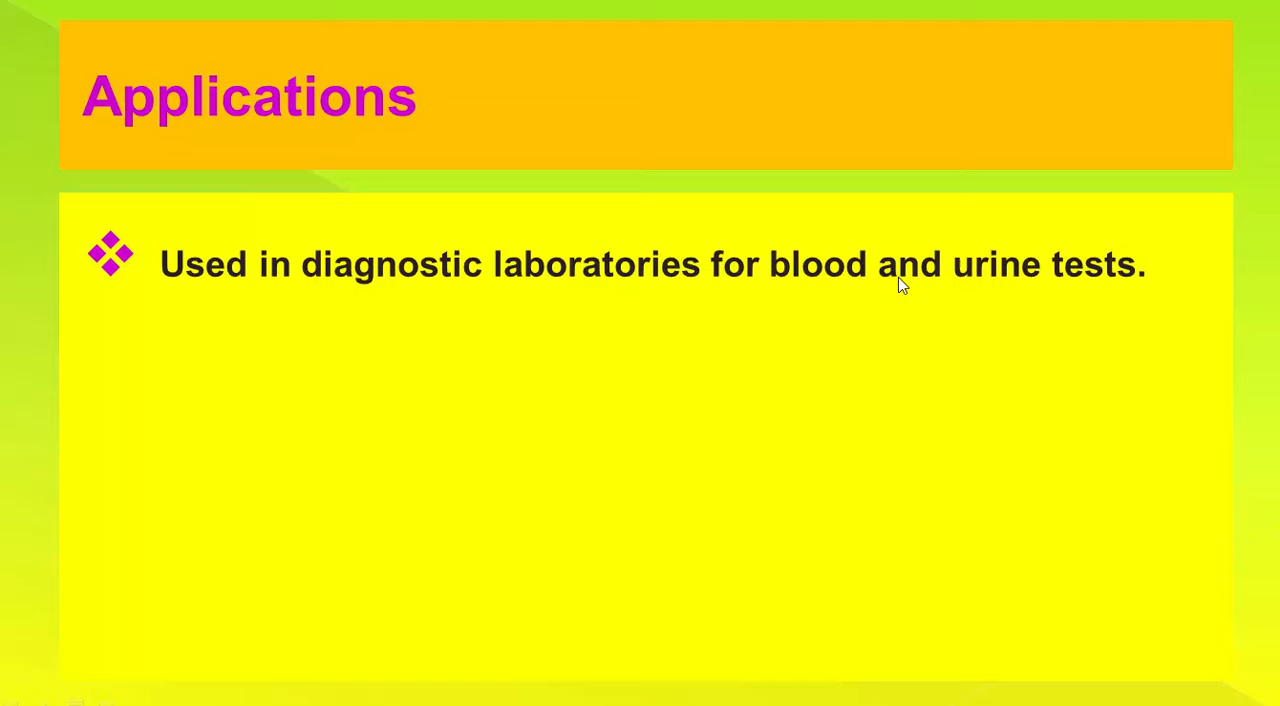 Applications
Used in diagnostic laboratories for blood and urine tests.